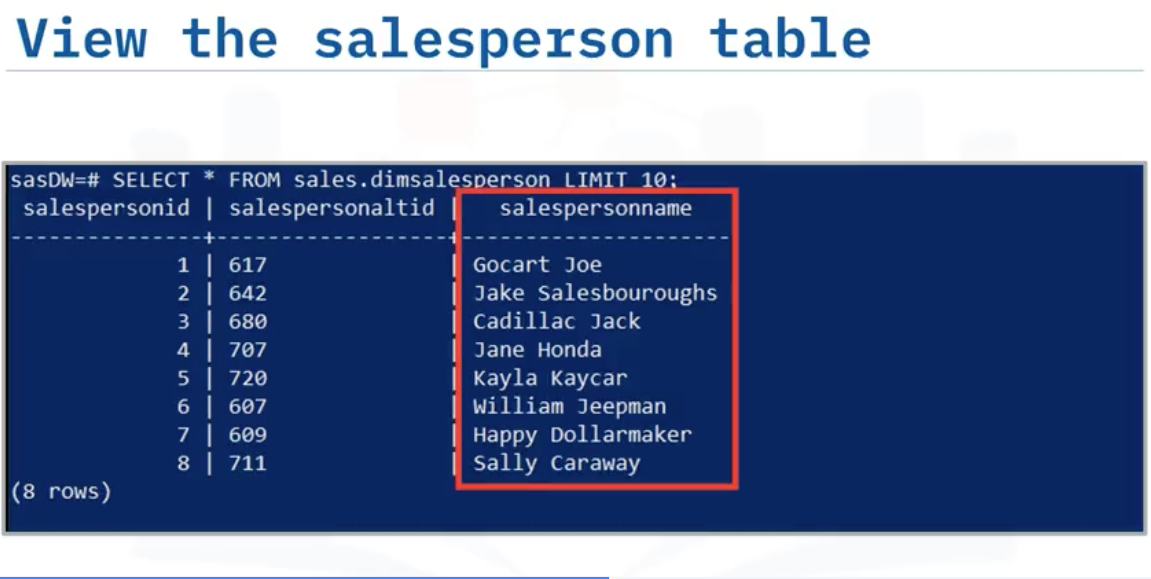 View the salesperson table
sasDW=# SELECT * FROM sales.dimsalesperson LIMIT 10;
salespersonid | salespersonaltid | salespersonname
---------------+------------------+---------------------
1 | 617 | Gocart Joe
2 | 642 | Jake Salesbouroughs
3 | 680 | Cadillac Jack
4 | 707 | Jane Honda
5 | 720 | Kayla Kaycar
6 | 607 | William Jeepman
7 | 609 | Happy Dollarmaker
8 | 711 | Sally Caraway
(8 rows)